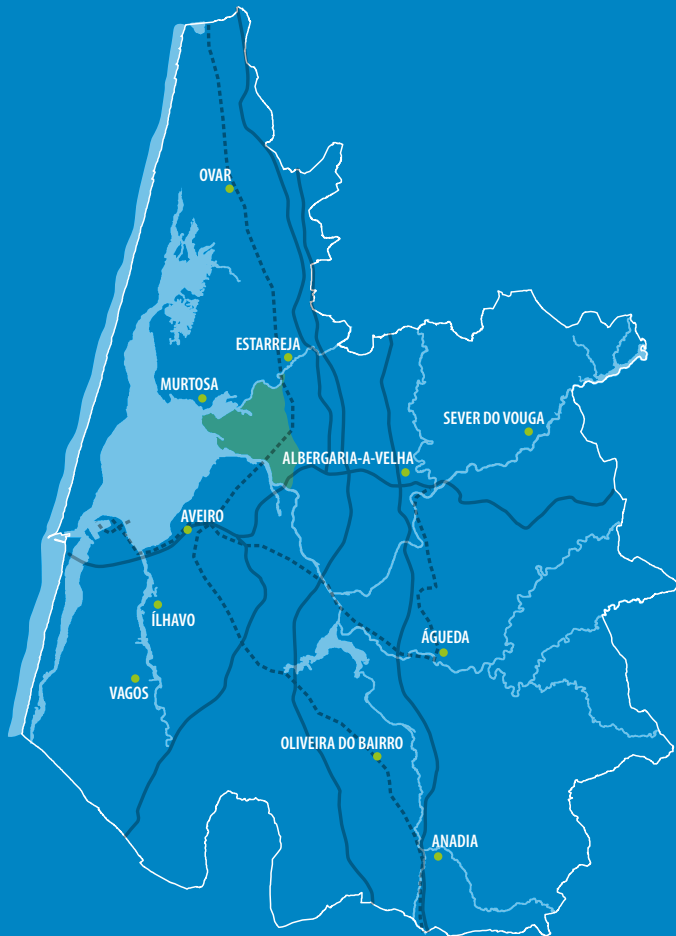 OVAR
ESTARREJA
MURTOSA
SEVER DO VOUGA
ALBERGARIA-A-VELHA
AVEIRO
ÍLHAVO
ÁGUEDA
VAGOS
OLIVEIRA DO BAIRRO
ANADIA